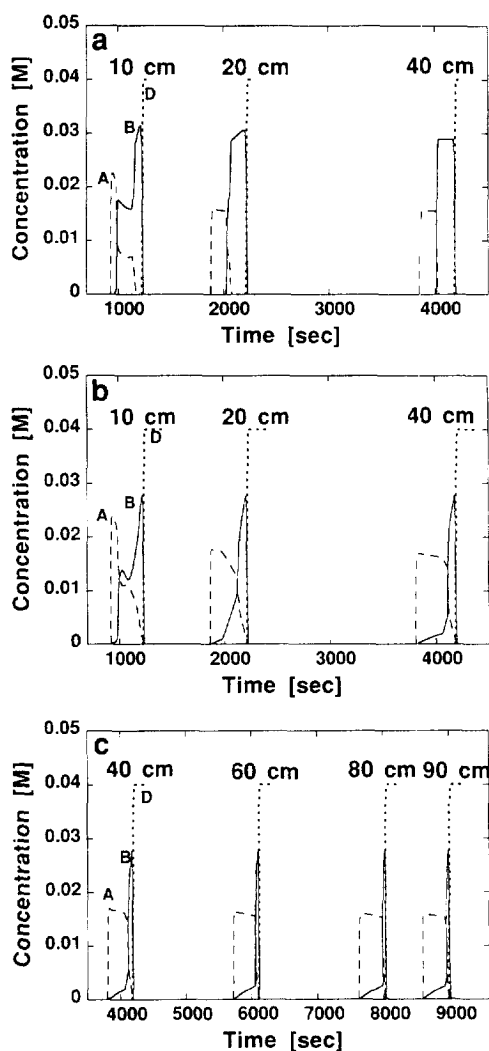 a
10 cm 20 cm 40 cm
D
B
A
Concentration [M]
0.05
0.04
0.03
0.02
0.01
0
1000 2000 3000 4000
Time [sec]
b
10 cm 20 cm 40 cm
D
A
B
Concentration [M]
0.05
0.04
0.03
0.02
0.01
0
1000 2000 3000 4000
Time [sec]
c
40 cm 60 cm 80 cm 90 cm
D
B
A
Concentration [M]
0.05
0.04
0.03
0.02
0.01
0
4000 5000 6000 7000 8000 9000
Time [sec]